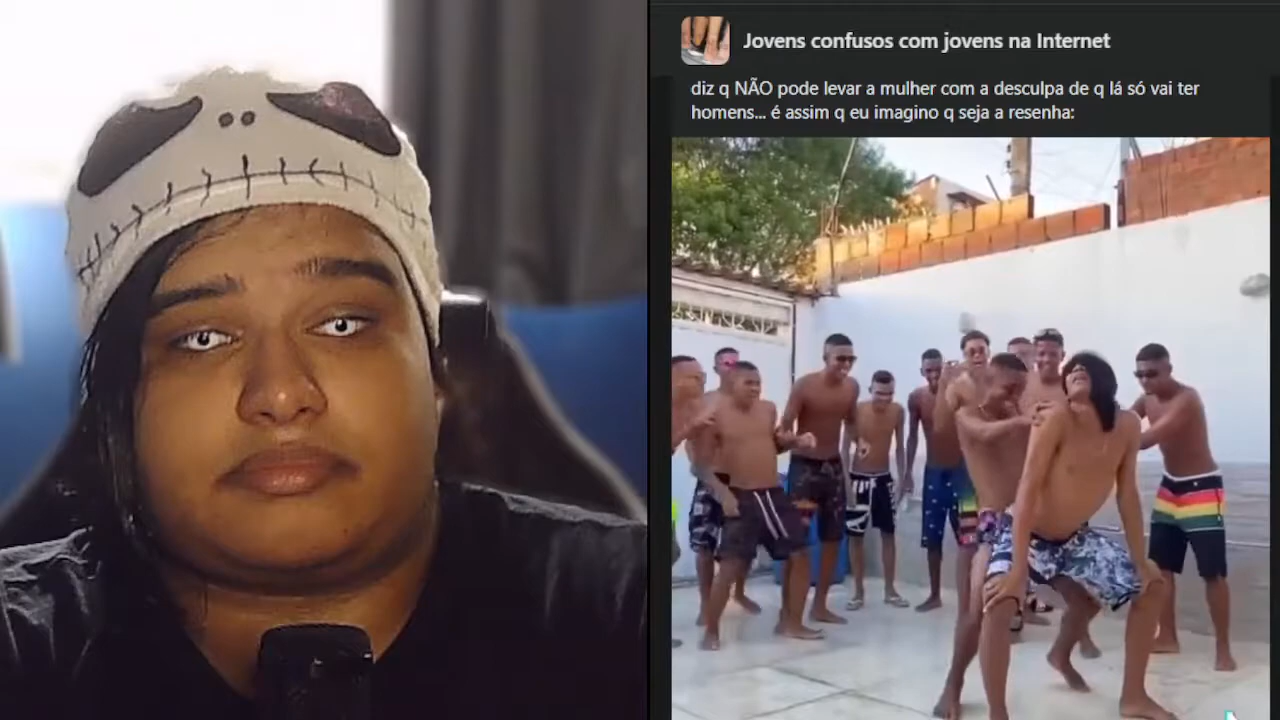 Jovens confusos com jovens na Internet
diz q NÃO pode levar a mulher com a desculpa de q lá só vai ter
homens... é assim q eu imagino q seja a resenha: